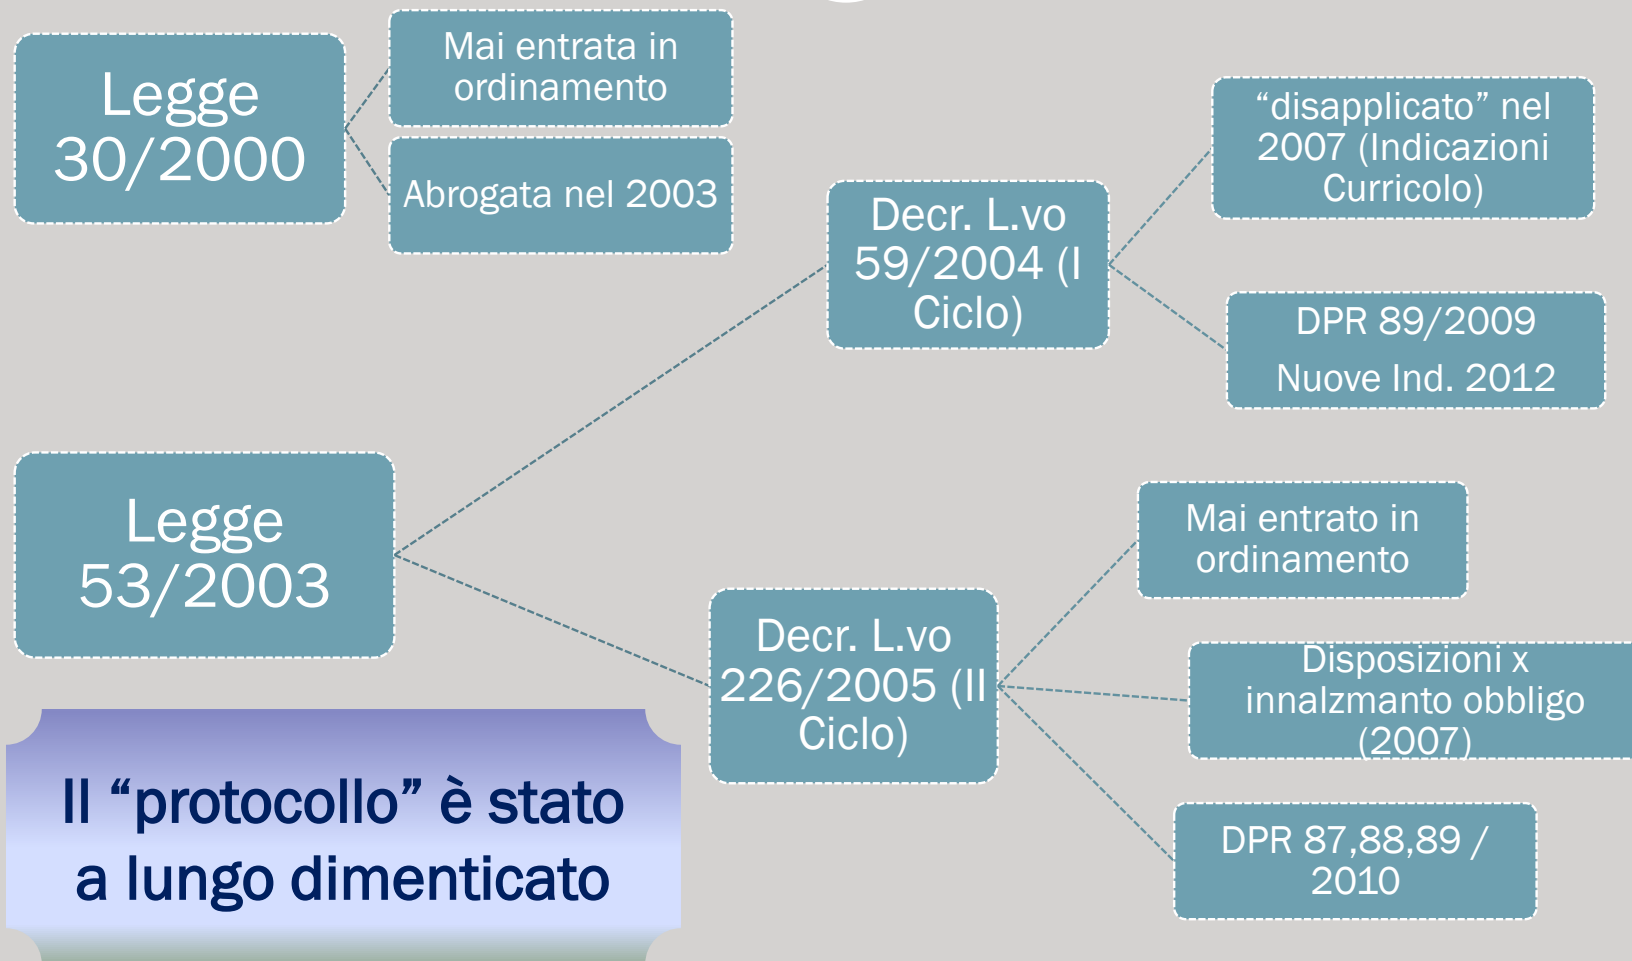 Legge
30/2000
Mai entrata in
ordinamento
Abrogata nel 2003
Legge
53/2003
Decr. L.vo
59/2004 (I
Ciclo)
“disapplicato” nel
2007 (Indicazioni
Curricolo)
DPR 89/2009
Nuove Ind. 2012
Decr. L.vo
226/2005 (II
Ciclo)
Mai entrato in
ordinamento
Disposizioni x
innalzmanto obbligo
(2007)
DPR 87,88,89 /
2010
Il “protocollo” è stato
a lungo dimenticato